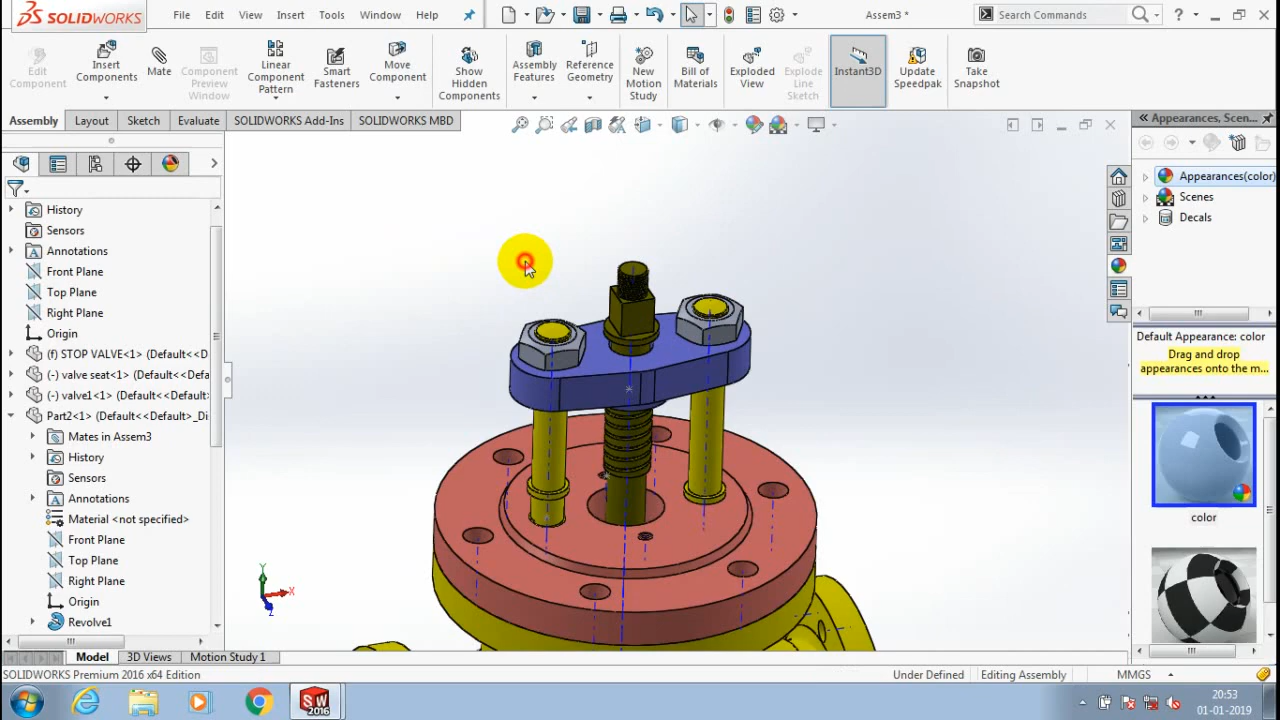 SOLIDWORKS File Edit View Insert Tools Window Help Assem3 * Search Commands ?
Edit Component
Insert Components
Mate
Component Preview Window
Linear Component Pattern
Smart Fasteners
Move Component
Show Hidden Components
Assembly Features
Reference Geometry
New Motion Study
Bill of Materials
Exploded View
Explode Line Sketch
Instant3D
Update Speedpak
Take Snapshot
Assembly Layout Sketch Evaluate SOLIDWORKS Add-Ins SOLIDWORKS MBD
History
Sensors
Annotations
Front Plane
Top Plane
Right Plane
Origin
(f) STOP VALVE<1> (Default<<D
(-) valve seat<1> (Default<<D
(-) valve1<1> (Default<<Defau
Part2<1> (Default<<Default>_Di
Mates in Assem3
History
Sensors
Annotations
Material <not specified>
Front Plane
Top Plane
Right Plane
Origin
Revolve1
Y
X
Z
Appearances, Scen...
Appearances(color)
Scenes
Decals
Default Appearance: color
Drag and drop
appearances onto the m...
color
Model 3D Views Motion Study 1
SOLIDWORKS Premium 2016 x64 Edition Under Defined Editing Assembly MMGS
SW
2016
20:53
01-01-2019